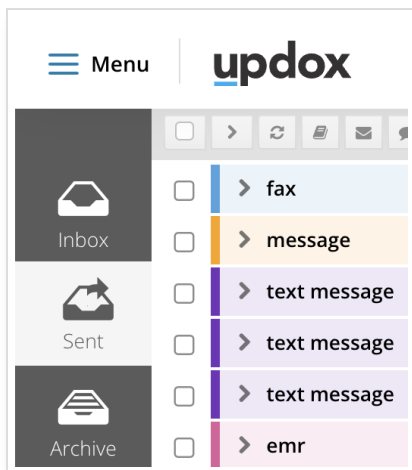 Menu
updox
fax
Inbox
message
text message
Sent
text message
text message
Archive
emr